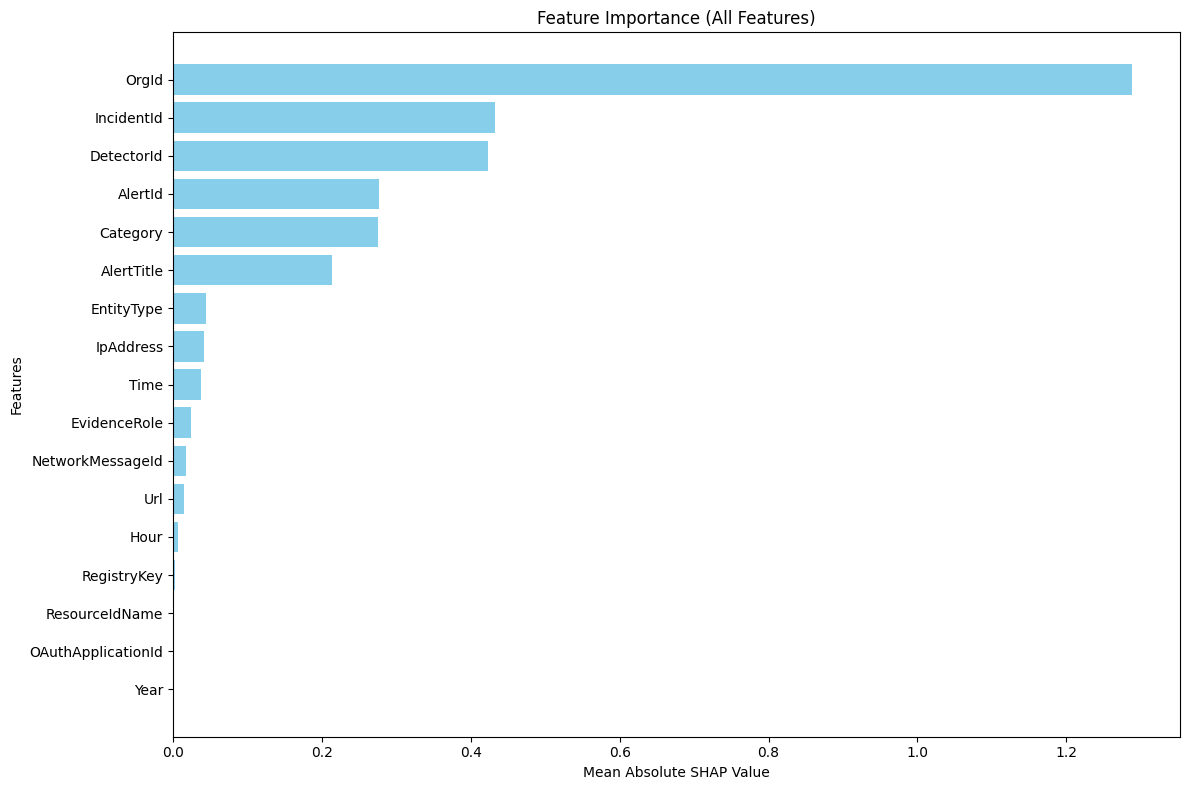 Feature Importance (All Features)
Features
OrgId
IncidentId
DetectorId
AlertId
Category
AlertTitle
EntityType
IpAddress
Time
EvidenceRole
NetworkMessageId
Url
Hour
RegistryKey
ResourceIdName
OAuthApplicationId
Year
0.0 0.2 0.4 0.6 0.8 1.0 1.2
Mean Absolute SHAP Value